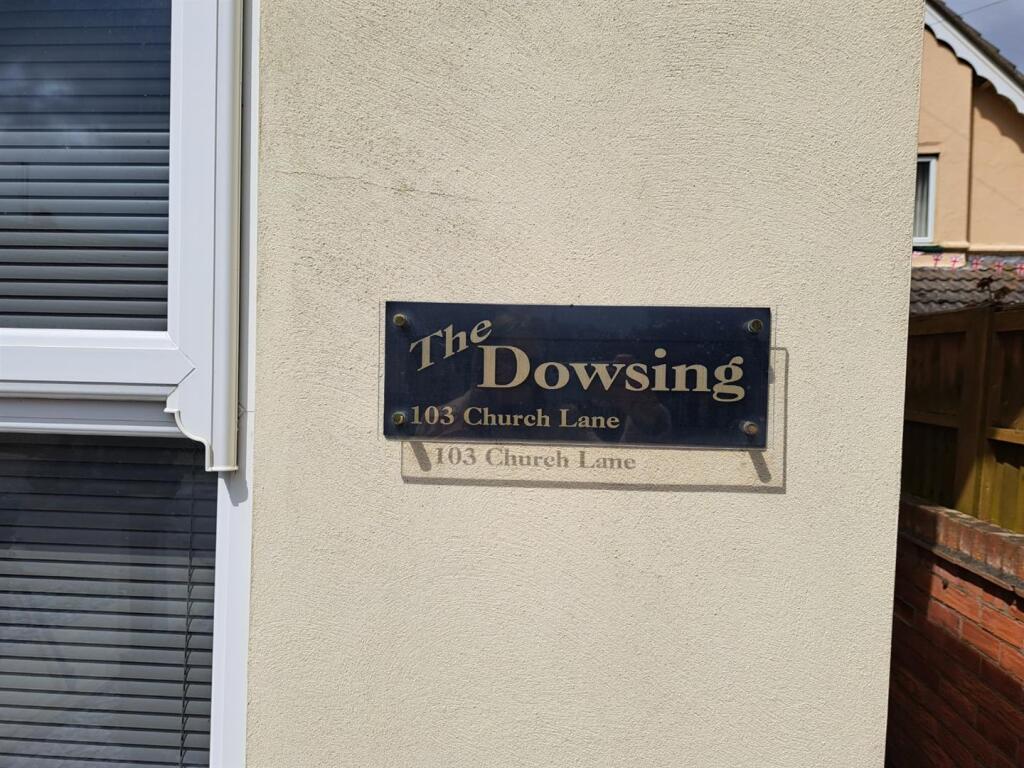 The
Dowsing
103 Church Lane
103 Church Lane